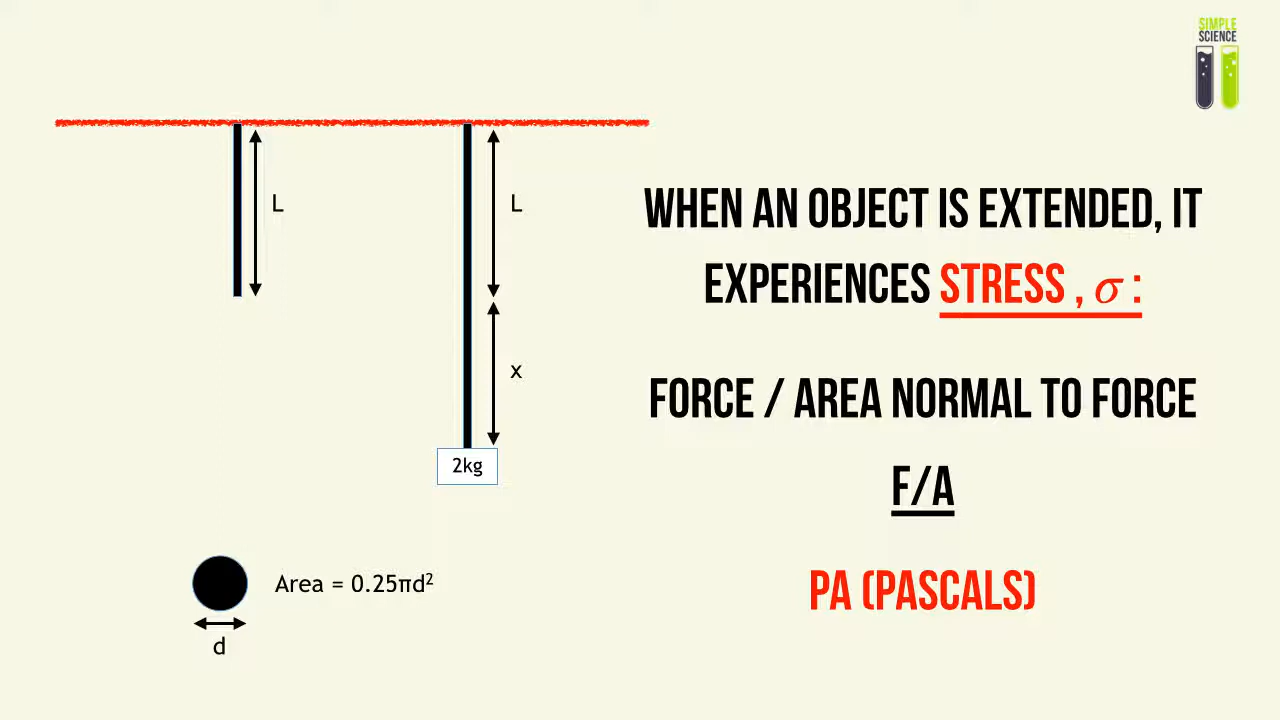 SIMPLE
SCIENCE
L
L
x
2kg
Area = 0.25πd²
d
WHEN AN OBJECT IS EXTENDED, IT
EXPERIENCES STRESS , σ :
FORCE / AREA NORMAL TO FORCE
F/A
PA (PASCALS)